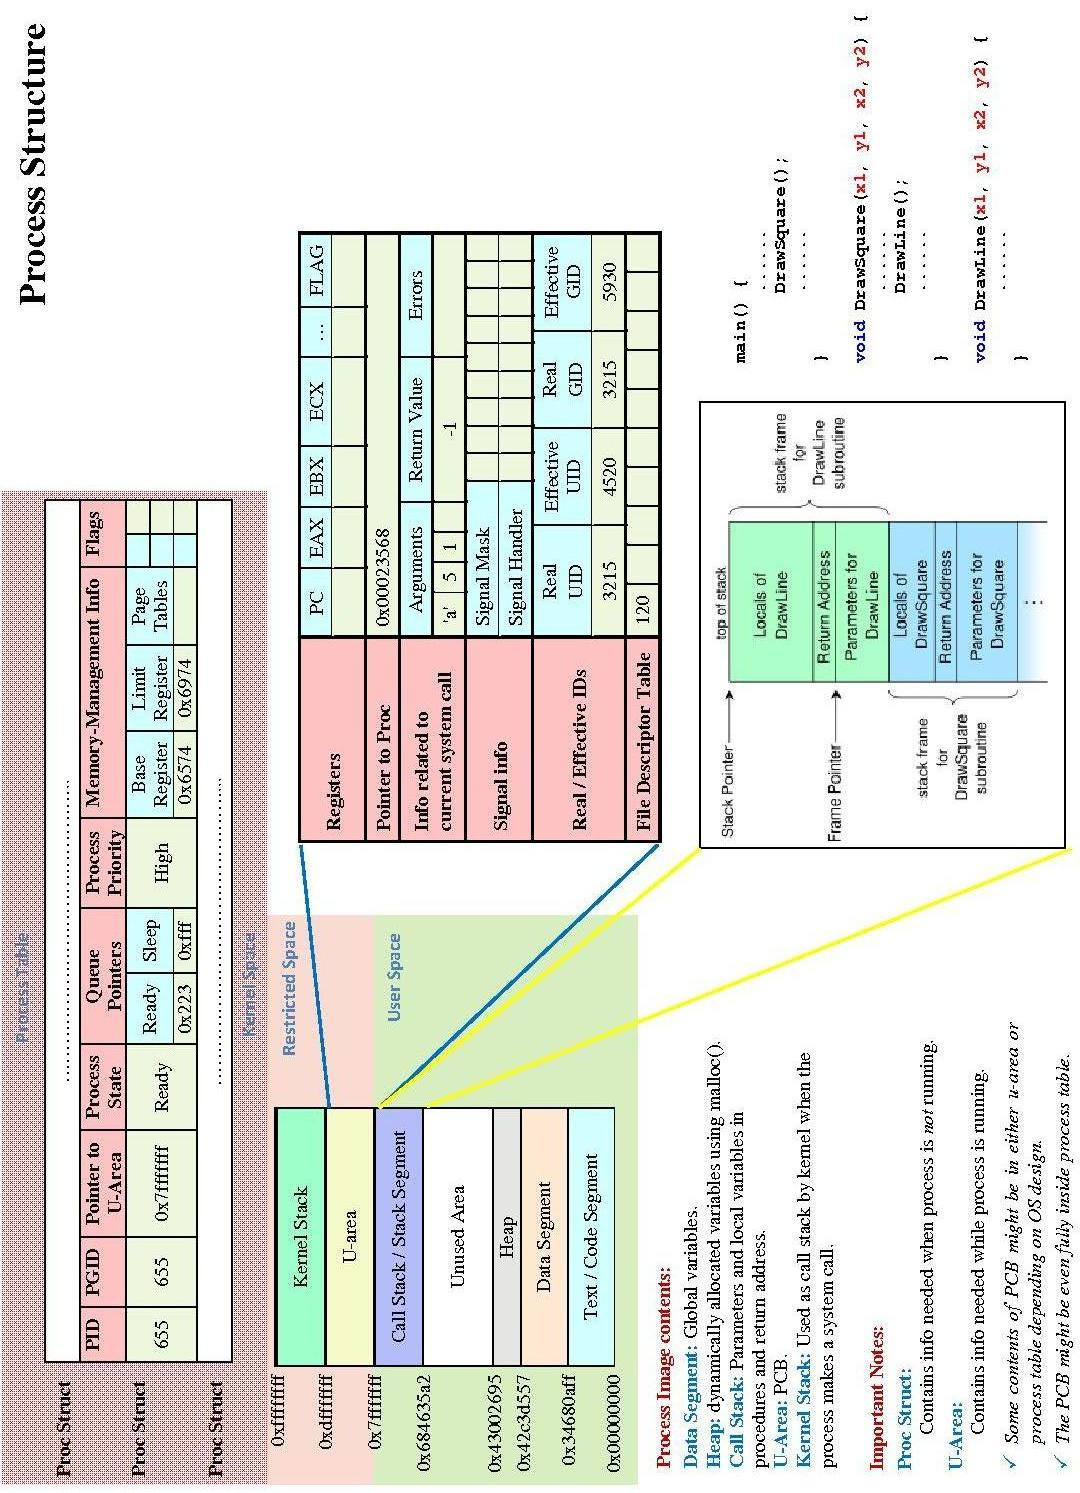 Process Structure
Process Table
Proc Struct
....................................
PID PGID Pointer to U-Area Process State Queue Pointers Process Priority Memory-Management Info Flags
Proc Struct
655 655 0x7fffffff Ready Ready Sleep High Base Register Limit Register Page Tables
0x223 0xfff 0x6574 0x6974
Proc Struct
....................................
Kernel Space
Restricted Space
User Space
0xffffffff
Kernel Stack
0xdfffffff
U-area
0x7fffffff
Call Stack / Stack Segment
0x684635a2
Unused Area
0x43002695
Heap
0x42c3d557
Data Segment
0x34680aff
Text / Code Segment
0x00000000
Registers
PC EAX EBX ECX ... FLAG
Pointer to Proc
0x00023568
Info related to
current system call
Arguments Return Value Errors
'a' 5 1 -1
Signal info
Signal Mask
Signal Handler
Real / Effective IDs
Real UID Effective UID Real GID Effective GID
3215 4520 3215 5930
File Descriptor Table
120
Process Image contents:
Data Segment: Global variables.
Heap: dynamically allocated variables using malloc().
Call Stack: Parameters and local variables in
procedures and return address.
U-Area: PCB.
Kernel Stack: Used as call stack by kernel when the
process makes a system call.
Important Notes:
Proc Struct:
Contains info needed when process is not running.
U-Area:
Contains info needed while process is running.
✓ Some contents of PCB might be in either u-area or
process table depending on OS design.
✓ The PCB might be even fully inside process table.
top of stack
Stack Pointer
Locals of
DrawLine
Return Address
Frame Pointer
Parameters for
DrawLine
stack frame
for
DrawLine
subroutine
Locals of
DrawSquare
Return Address
Parameters for
DrawSquare
stack frame
for
DrawSquare
subroutine
main() {
......
DrawSquare();
......
}
void DrawSquare(x1, y1, x2, y2) {
......
DrawLine();
......
}
void DrawLine(x1, y1, x2, y2) {
......
}